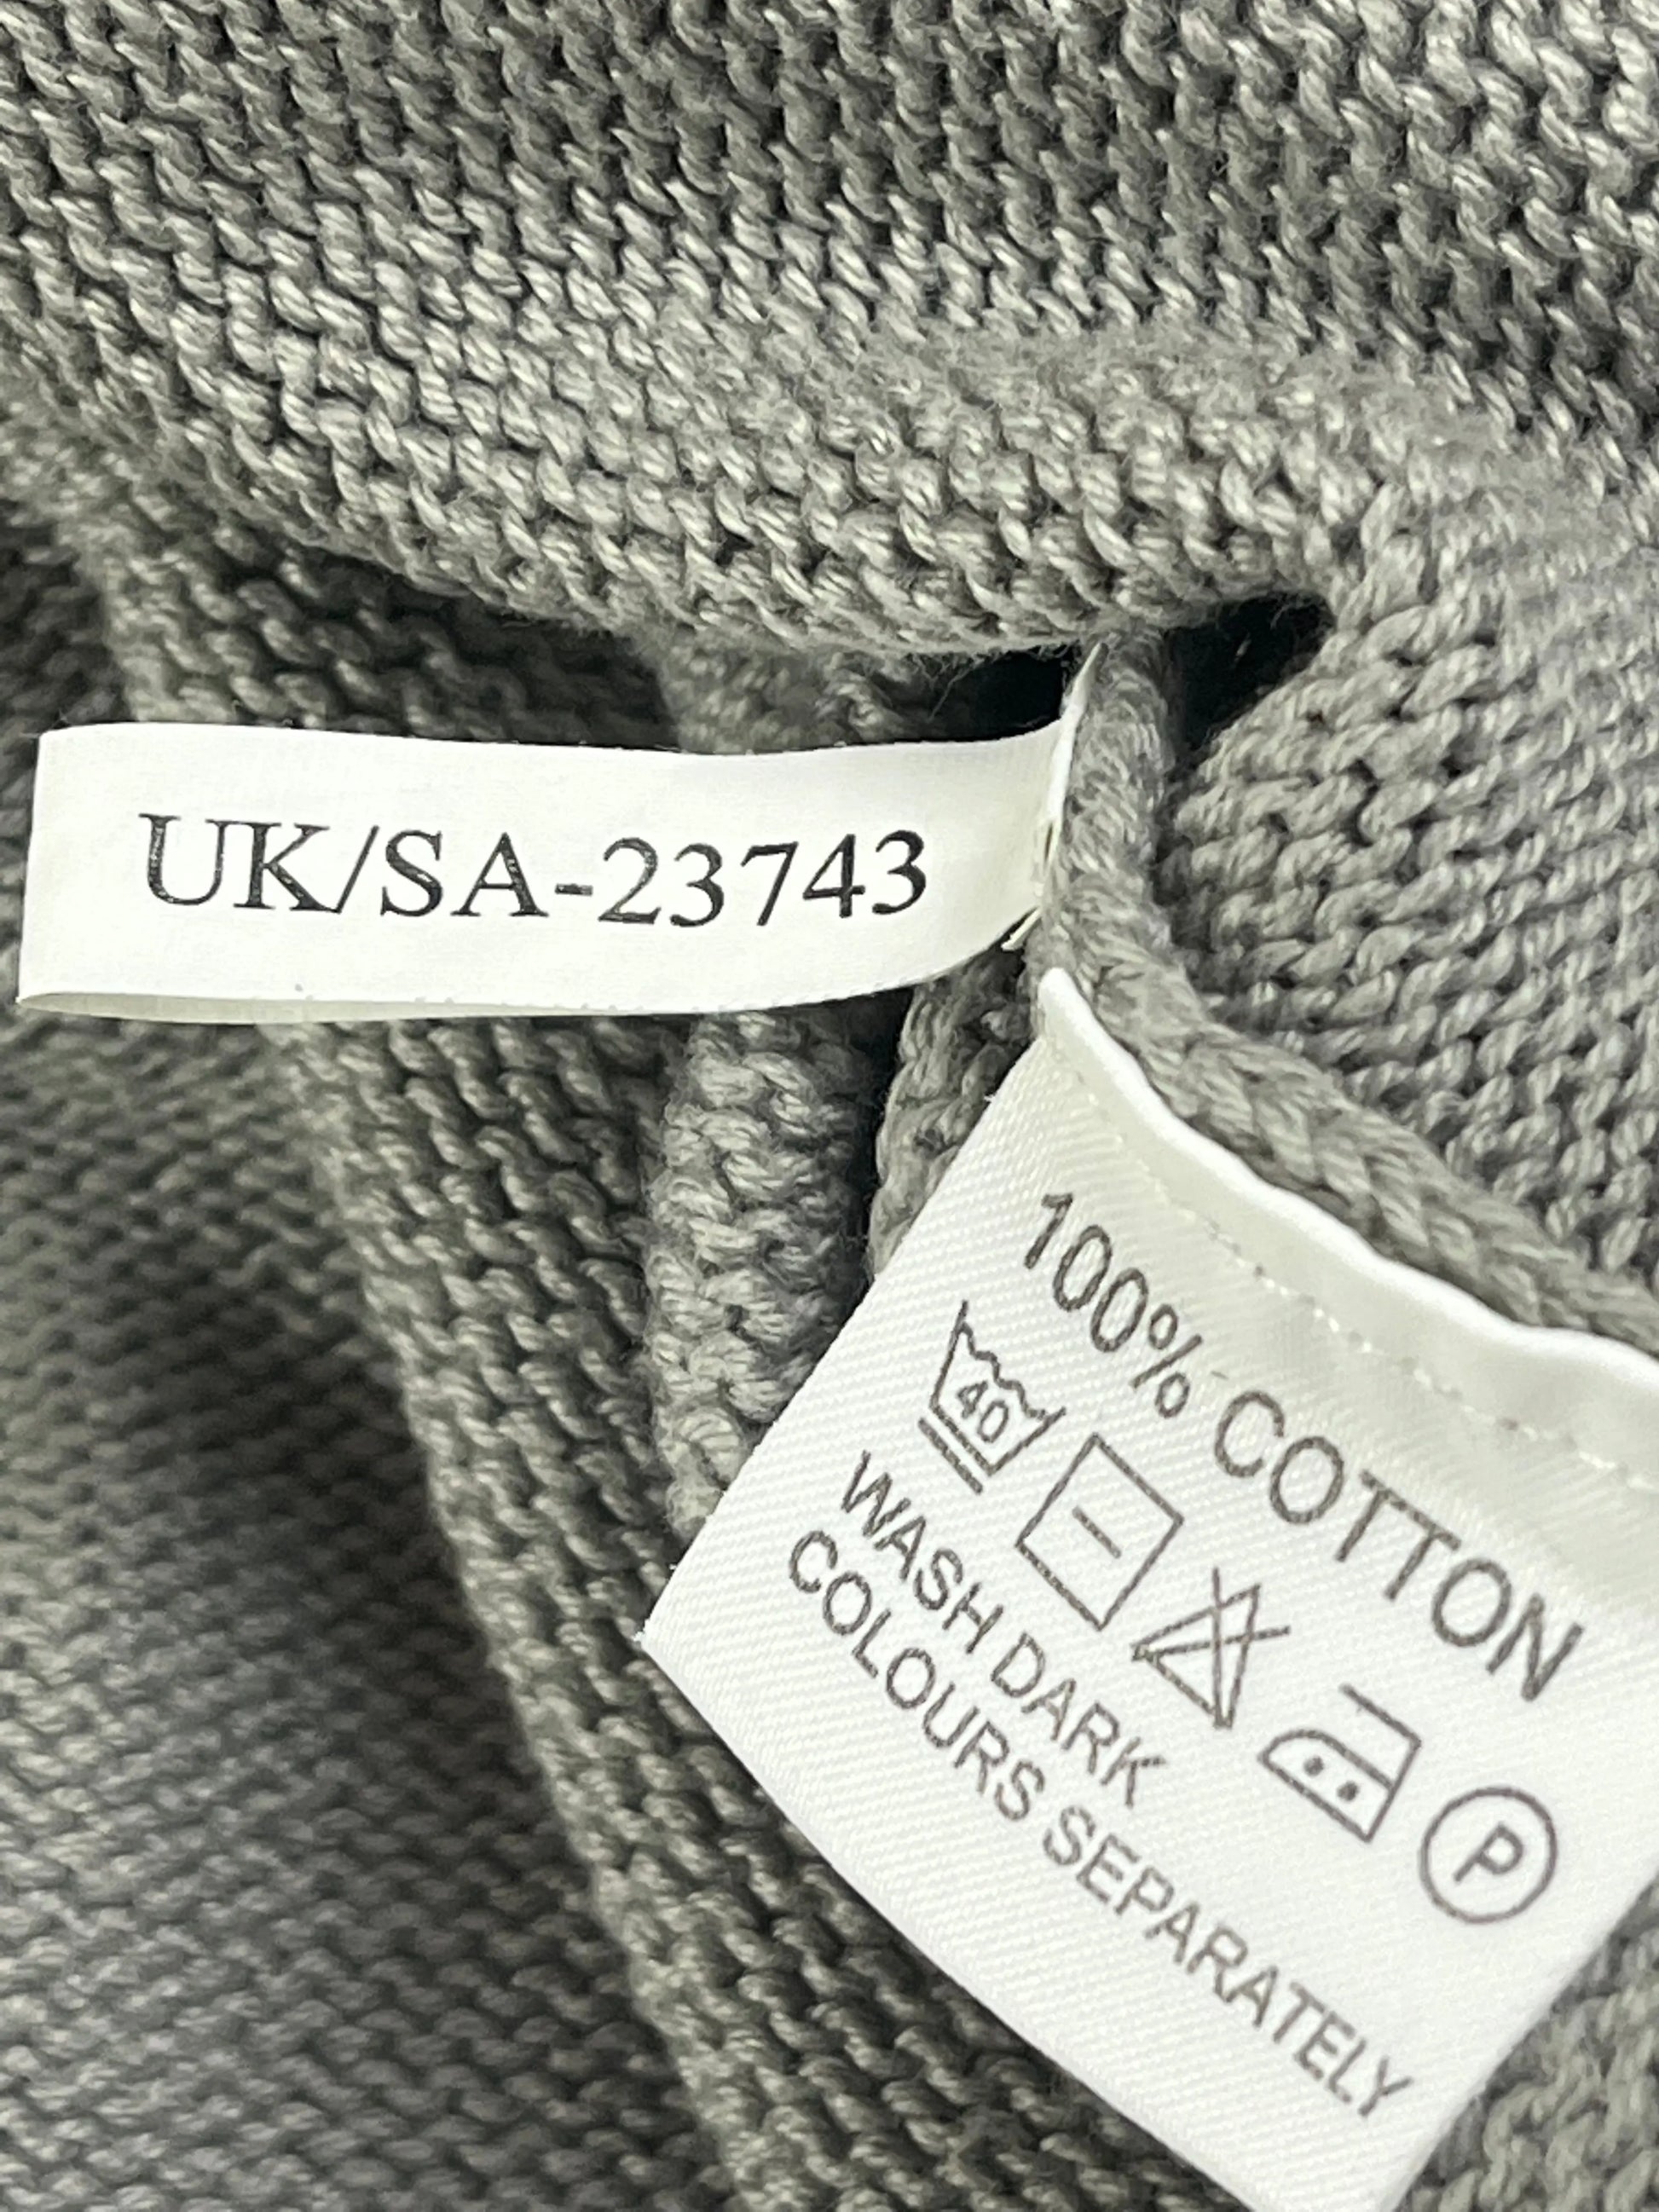 UK/SA-23743
100% COTTON
40
P
WASH DARK
COLOURS SEPARATELY